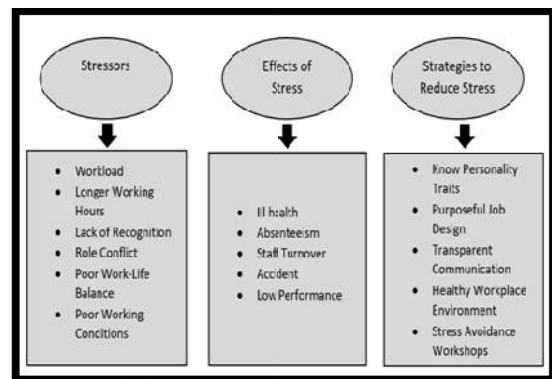 Stressors
Workload
Longer Working
Hours
Lack of Recognition
Role Conflict
Poor Work-Life
Balance
Poor Working
Conditions
Effects of
Stress
Ill health
Absenteeism
Staff Turnover
Accident
Low Performance
Strategies to
Reduce Stress
Know Personality
Traits
Purposeful Job
Design
Transparent
Communication
Healthy Workplace
Environment
Stress Avoidance
Workshops